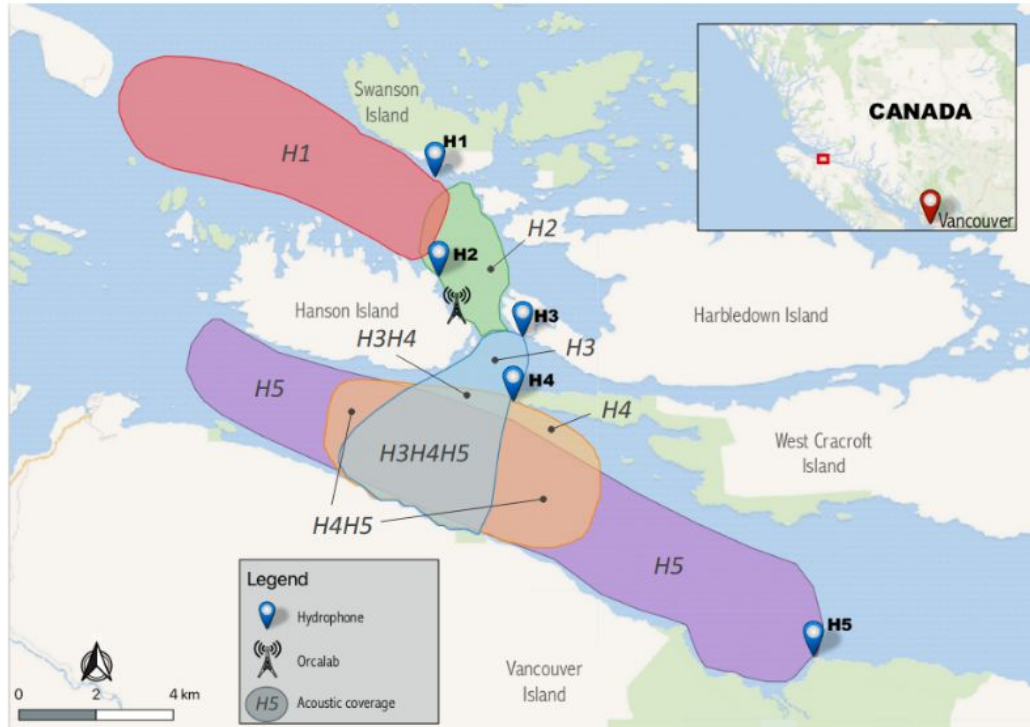 Swanson
Island
H1
H1
CANADA
Vancouver
H2
H2
Hanson Island
H3
Harbledown Island
H3H4
H3
H4
H5
H4
West Cracroft
Island
H3H4H5
H4H5
H5
H5
Legend
Hydrophone
Orcalab
H5 Acoustic coverage
Vancouver
Island
0 2 4 km